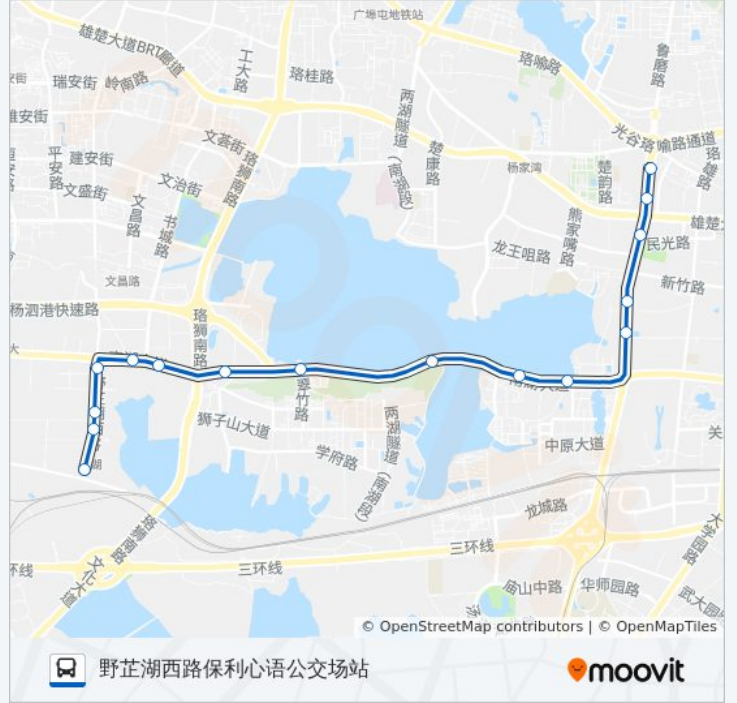 广埠屯地铁站
雄楚大道BRT廊道
工大路
珞喻路
鲁磨路
瑞安街
岭南路
珞桂路
雄安街
两湖隧道（南湖段）
光谷珞喻路通道
文荟街
珞狮南路
楚康路
珞雄路
平安路
建安街
杨家湾
楚韵路
文治街
文盛街
文昌路
书城路
熊家嘴路
雄楚
龙王咀路
民光路
文昌路
新竹路
杨泗港快速路
珞狮南路
南湖大道
翠竹路
狮子山大道
两湖隧道（南湖段）
学府路
中原大道
关
湖
龙城路
珞狮南路
大学园路
三环线
环线
三环线
文化大道
庙山中路
华师园路
武大园
汤
© OpenStreetMap contributors | © OpenMapTiles
野芷湖西路保利心语公交场站
moovit